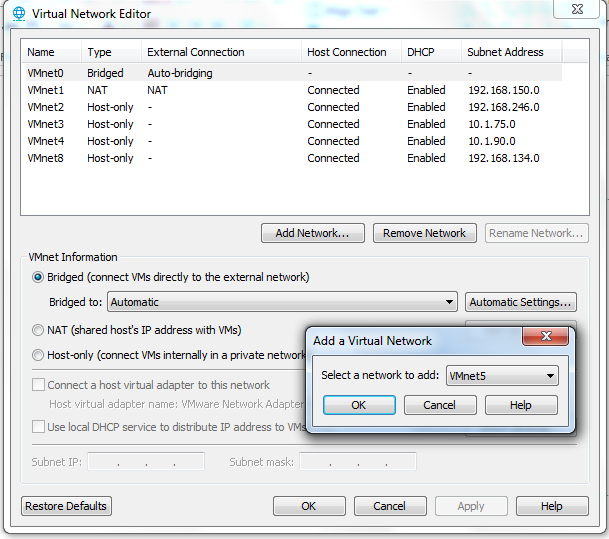 Virtual Network Editor
Name Type External Connection Host Connection DHCP Subnet Address
VMnet0 Bridged Auto-bridging - - -
VMnet1 NAT NAT Connected Enabled 192.168.150.0
VMnet2 Host-only - Connected Enabled 192.168.246.0
VMnet3 Host-only - Connected Enabled 10.1.75.0
VMnet4 Host-only - Connected Enabled 10.1.90.0
VMnet8 Host-only - Connected Enabled 192.168.134.0
Add Network... Remove Network Rename Network...
VMnet Information
Bridged (connect VMs directly to the external network)
Bridged to: Automatic Automatic Settings...
NAT (shared host's IP address with VMs)
Host-only (connect VMs internally in a private network
Add a Virtual Network
Select a network to add: VMnet5
OK Cancel Help
Connect a host virtual adapter to this network
Host virtual adapter name: VMware Network Adapter
Use local DHCP service to distribute IP address to VMs
Subnet IP: . . . Subnet mask: . . .
Restore Defaults OK Cancel Apply Help